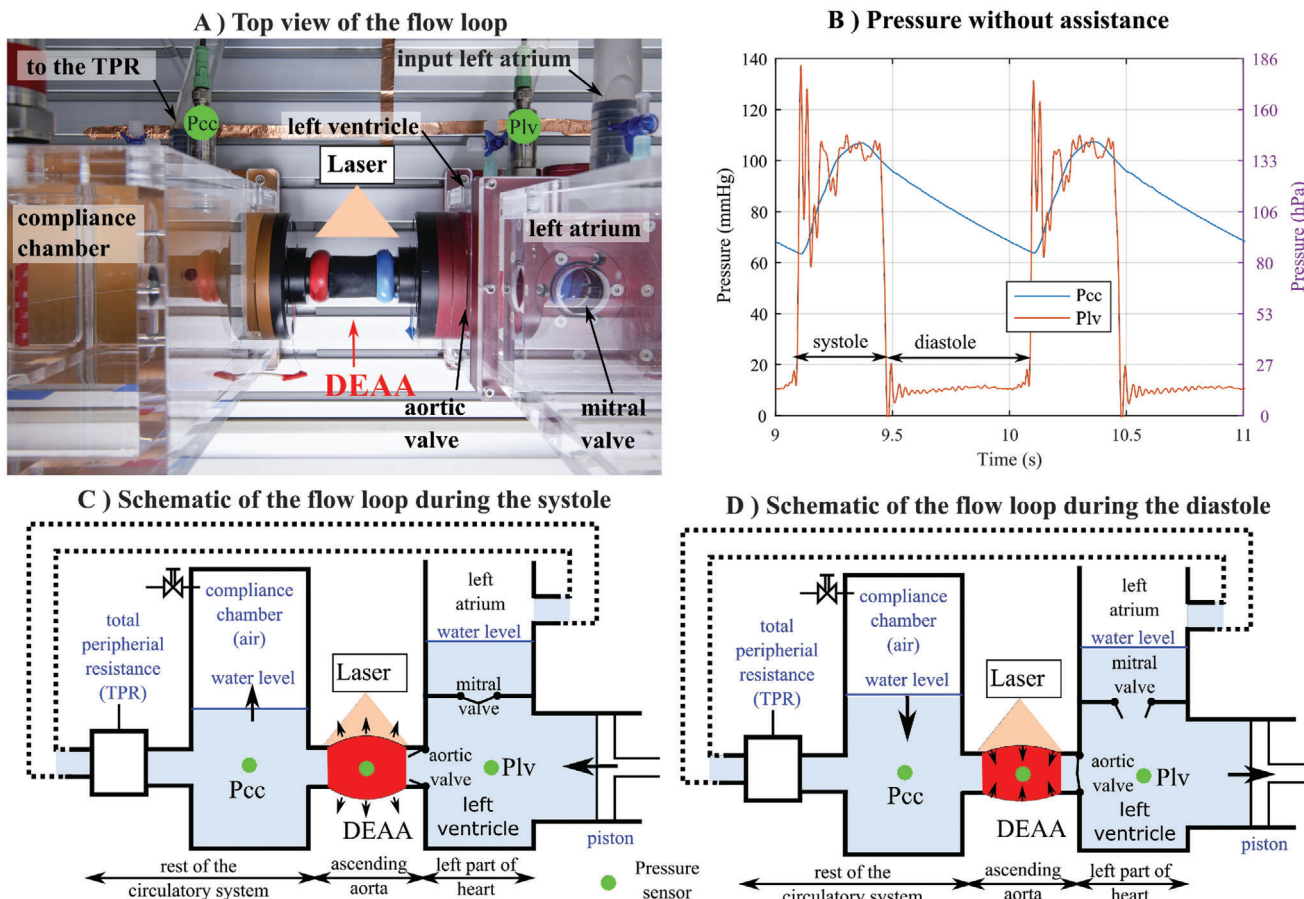 A ) Top view of the flow loop
to the TPR
input left atrium
Pcc
left ventricle
Plv
Laser
compliance
chamber
left atrium
DEAA
aortic
valve
mitral
valve
B ) Pressure without assistance
Pressure (mmHg)
140
120
100
80
60
40
20
0
Pressure (hPa)
186
160
133
106
80
53
27
0
Pcc
Plv
systole
diastole
9
9.5
10
10.5
11
Time (s)
C ) Schematic of the flow loop during the systole
compliance
chamber
(air)
left
atrium
total
peripherial
resistance
(TPR)
water level
water level
Laser
mitral
valve
aortic
valve
Pcc
Plv
DEAA
left
ventricle
piston
rest of the
circulatory system
ascending
aorta
left part of
heart
Pressure
sensor
D ) Schematic of the flow loop during the diastole
compliance
chamber
(air)
left
atrium
total
peripherial
resistance
(TPR)
water level
water level
mitral
valve
Laser
aortic
valve
Pcc
Plv
DEAA
left
ventricle
piston
rest of the
circulatory system
ascending
aorta
left part of
heart